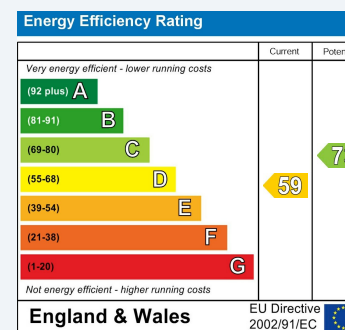 Energy Efficiency Rating
Current
Very energy efficient - lower running costs
(92 plus) A
(81-91) B
(69-80) C
(55-68) D
59
(39-54) E
(21-38) F
(1-20) G
Not energy efficient - higher running costs
England & Wales
EU Directive
2002/91/EC